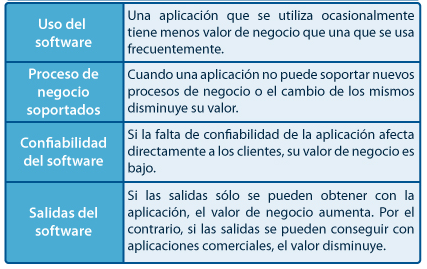 Uso del
software
Una aplicación que se utiliza ocasionalmente
tiene menos valor de negocio que una que se usa
frecuentemente.
Proceso de
negocio
soportados
Cuando una aplicación no puede soportar nuevos
procesos de negocio o el cambio de los mismos
disminuye su valor.
Confiabilidad
del software
Si la falta de confiabilidad de la aplicación afecta
directamente a los clientes, su valor de negocio es
bajo.
Salidas del
software
Si las salidas sólo se pueden obtener con la
aplicación, el valor de negocio aumenta. Por el
contrario, si las salidas se pueden conseguir con
aplicaciones comerciales, el valor disminuye.